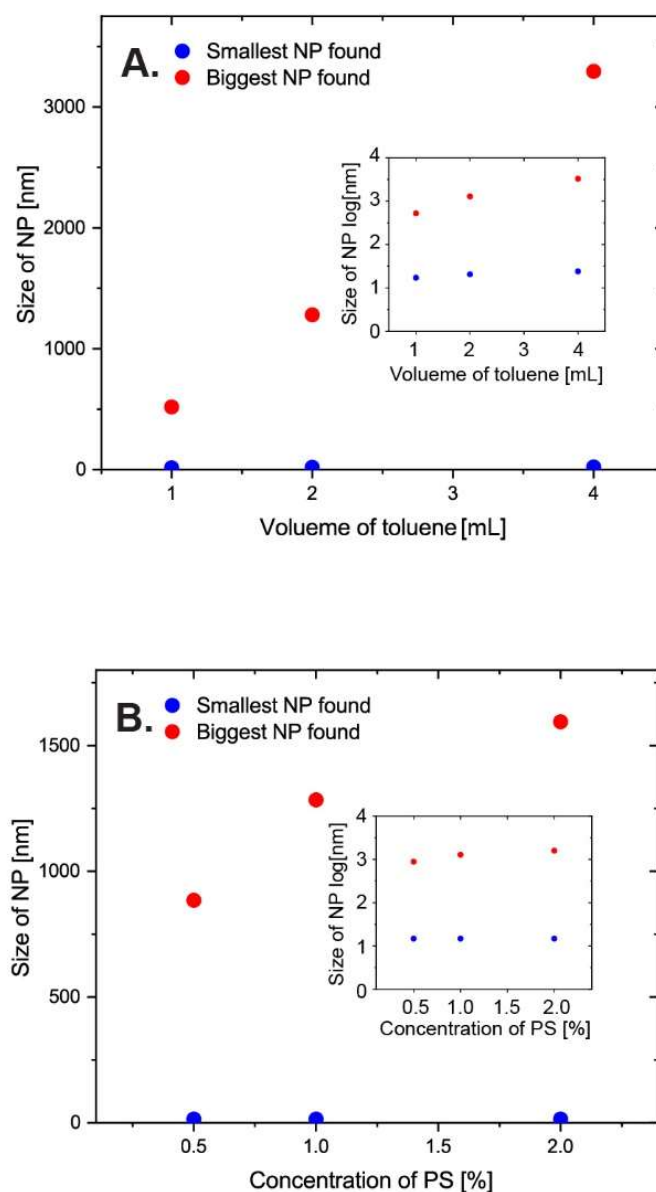 A.
Smallest NP found
Biggest NP found
Size of NP [nm]
3000
2000
1000
0
1 2 3 4
Volueme of toluene [mL]
Size of NP log[nm]
4
3
2
1
0
1 2 3 4
Volueme of toluene [mL]
B.
Smallest NP found
Biggest NP found
Size of NP [nm]
1500
1000
500
0
0.5 1.0 1.5 2.0
Concentration of PS [%]
Size of NP log[nm]
4
3
2
1
0
0.5 1.0 1.5 2.0
Concentration of PS [%]